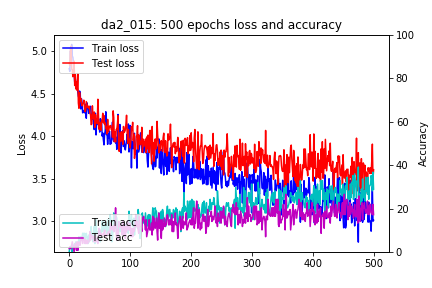 da2_015: 500 epochs loss and accuracy
Train loss
Test loss
Train acc
Test acc
Loss
5.0
4.5
4.0
3.5
3.0
Accuracy
100
80
60
40
20
0
0
100
200
300
400
500